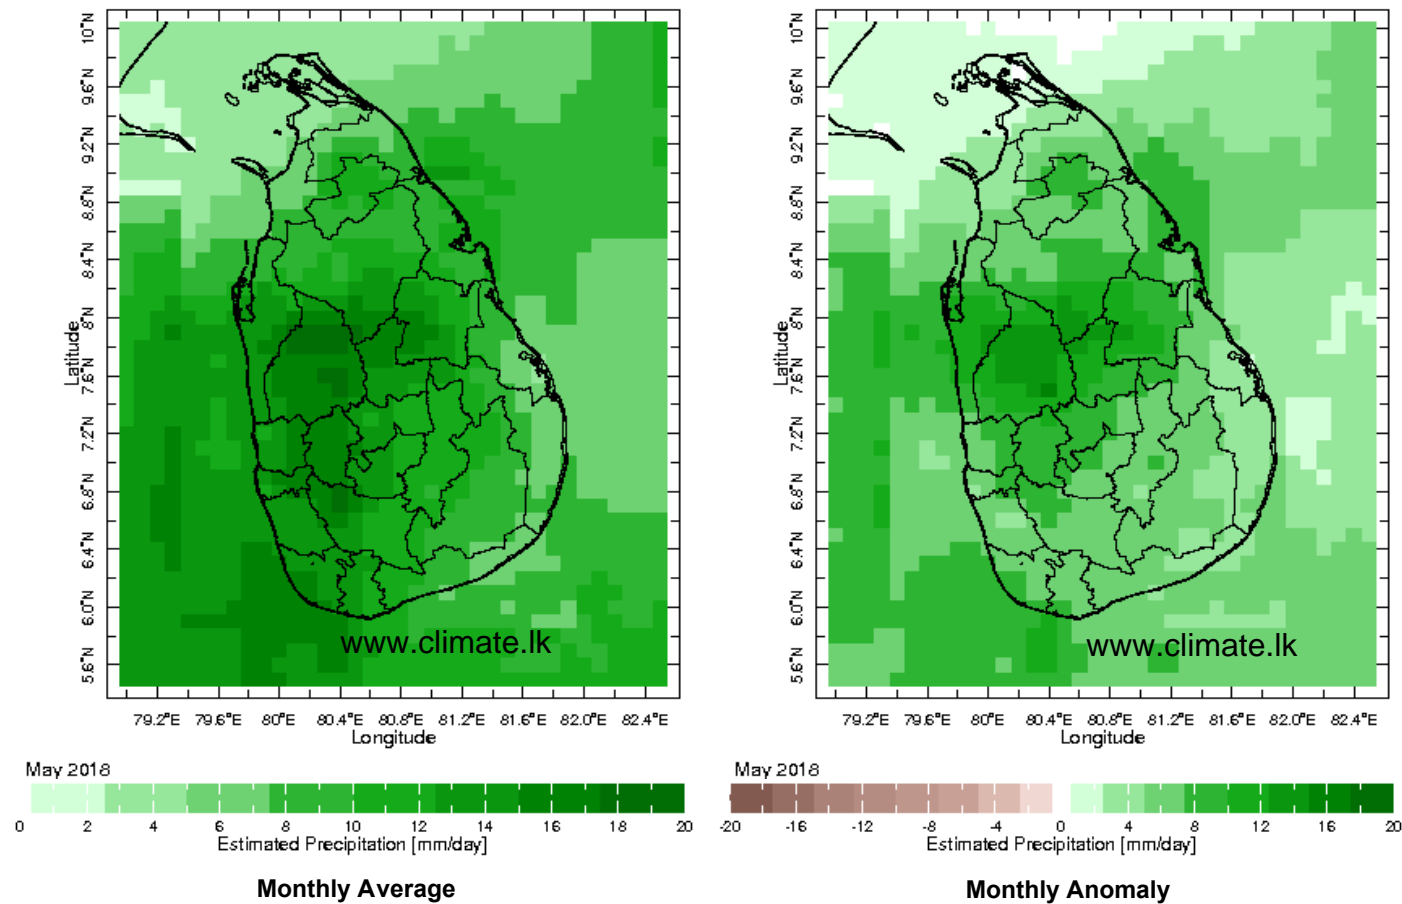 10°N
9.6°N
9.2°N
8.8°N
8.4°N
8°N
7.6°N
7.2°N
6.8°N
6.4°N
6.0°N
5.6°N
Latitude
www.climate.lk
79.2°E 79.6°E 80°E 80.4°E 80.8°E 81.2°E 81.6°E 82.0°E 82.4°E
Longitude
May 2018
0 2 4 6 8 10 12 14 16 18 20
Estimated Precipitation [mm/day]
Monthly Average
10°N
9.6°N
9.2°N
8.8°N
8.4°N
8°N
7.6°N
7.2°N
6.8°N
6.4°N
6.0°N
5.6°N
Latitude
www.climate.lk
79.2°E 79.6°E 80°E 80.4°E 80.8°E 81.2°E 81.6°E 82.0°E 82.4°E
Longitude
May 2018
-20 -16 -12 -8 -4 0 4 8 12 16 20
Estimated Precipitation [mm/day]
Monthly Anomaly